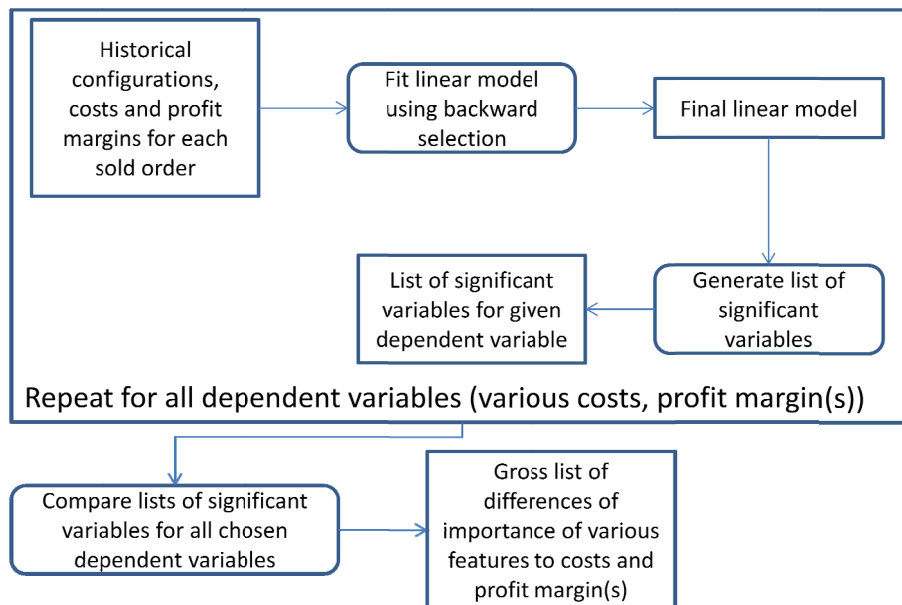 Historical
configurations,
costs and profit
margins for each
sold order
Fit linear model
using backward
selection
Final linear model
Generate list of
significant
variables
List of significant
variables for given
dependent variable
Repeat for all dependent variables (various costs, profit margin(s))
Compare lists of significant
variables for all chosen
dependent variables
Gross list of
differences of
importance of various
features to costs and
profit margin(s)